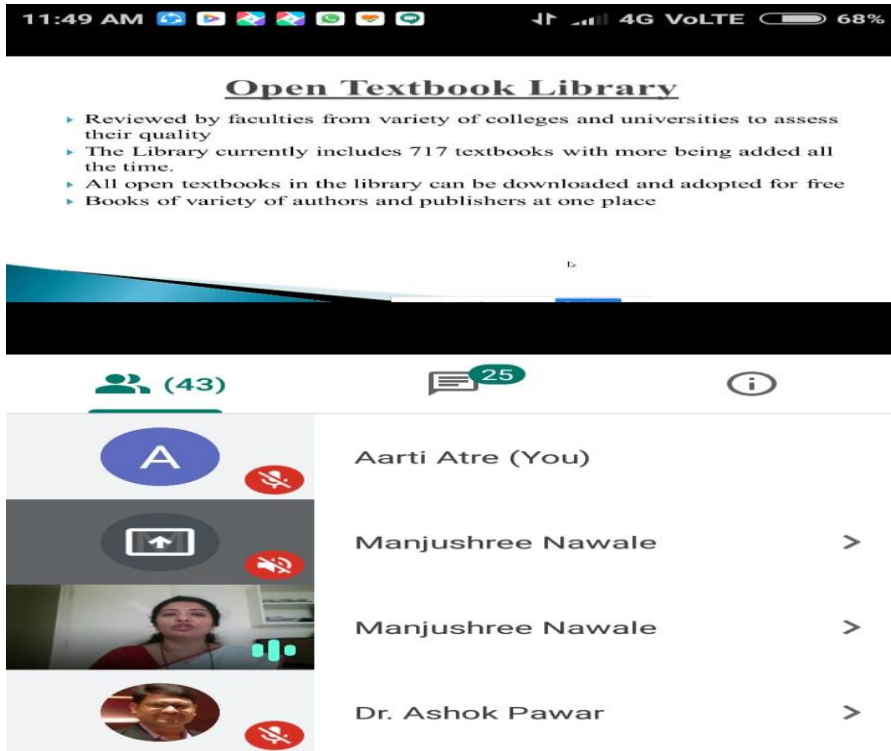 11:49 AM 4G VoLTE 68%
Open Textbook Library
Reviewed by faculties from variety of colleges and universities to assess
their quality
The Library currently includes 717 textbooks with more being added all
the time.
All open textbooks in the library can be downloaded and adopted for free
Books of variety of authors and publishers at one place
(43) 25
A Aarti Atre (You)
Manjushree Nawale
Manjushree Nawale
Dr. Ashok Pawar